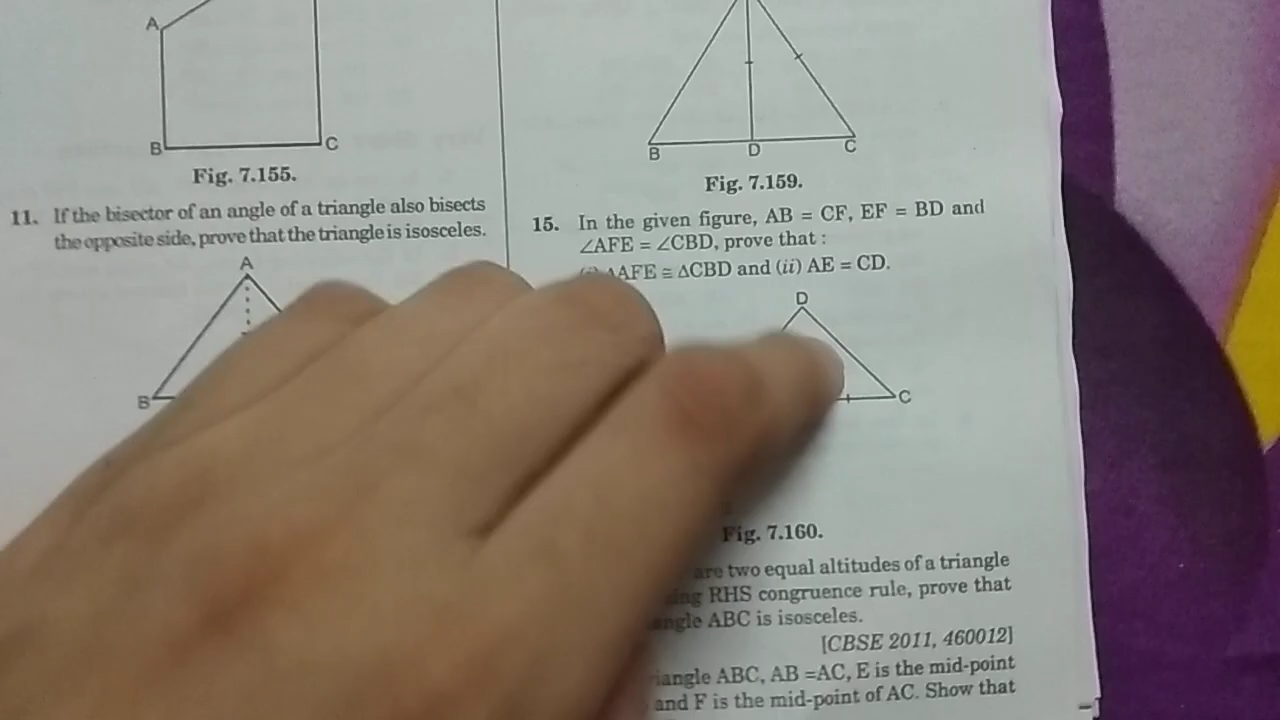 A
B
C
Fig. 7.155.
11. If the bisector of an angle of a triangle also bisects
the opposite side, prove that the triangle is isosceles.
A
B
B
D
C
Fig. 7.159.
15. In the given figure, AB = CF, EF = BD and
∠AFE = ∠CBD, prove that :
ΔAFE ≅ ΔCBD and (ii) AE = CD.
D
C
Fig. 7.160.
are two equal altitudes of a triangle
RHS congruence rule, prove that
ABC is isosceles.
[CBSE 2011, 460012]
ABC, AB =AC, E is the mid-point
and F is the mid-point of AC. Show that